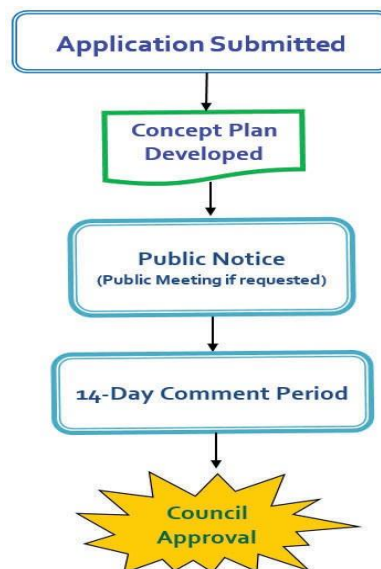 Application Submitted
Concept Plan
Developed
Public Notice
(Public Meeting if requested)
14-Day Comment Period
Council
Approval